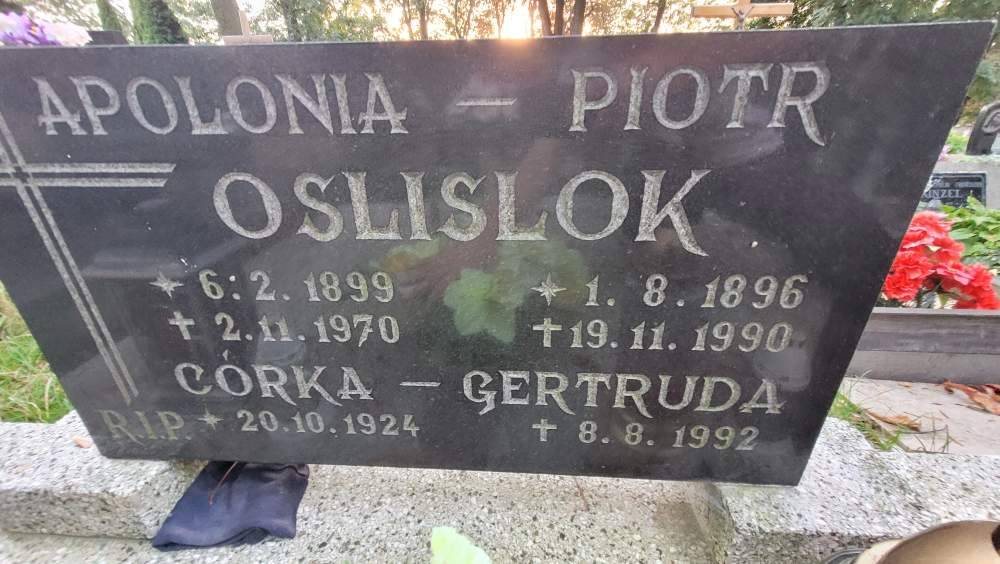 APOLONIA — PIOTR
OSLISLOK
* 6. 2. 1899 * 1. 8. 1896
† 2. 11. 1970 † 19. 11. 1990
CÓRKA — GERTRUDA
R.I.P. * 20. 10. 1924 † 8. 8. 1992